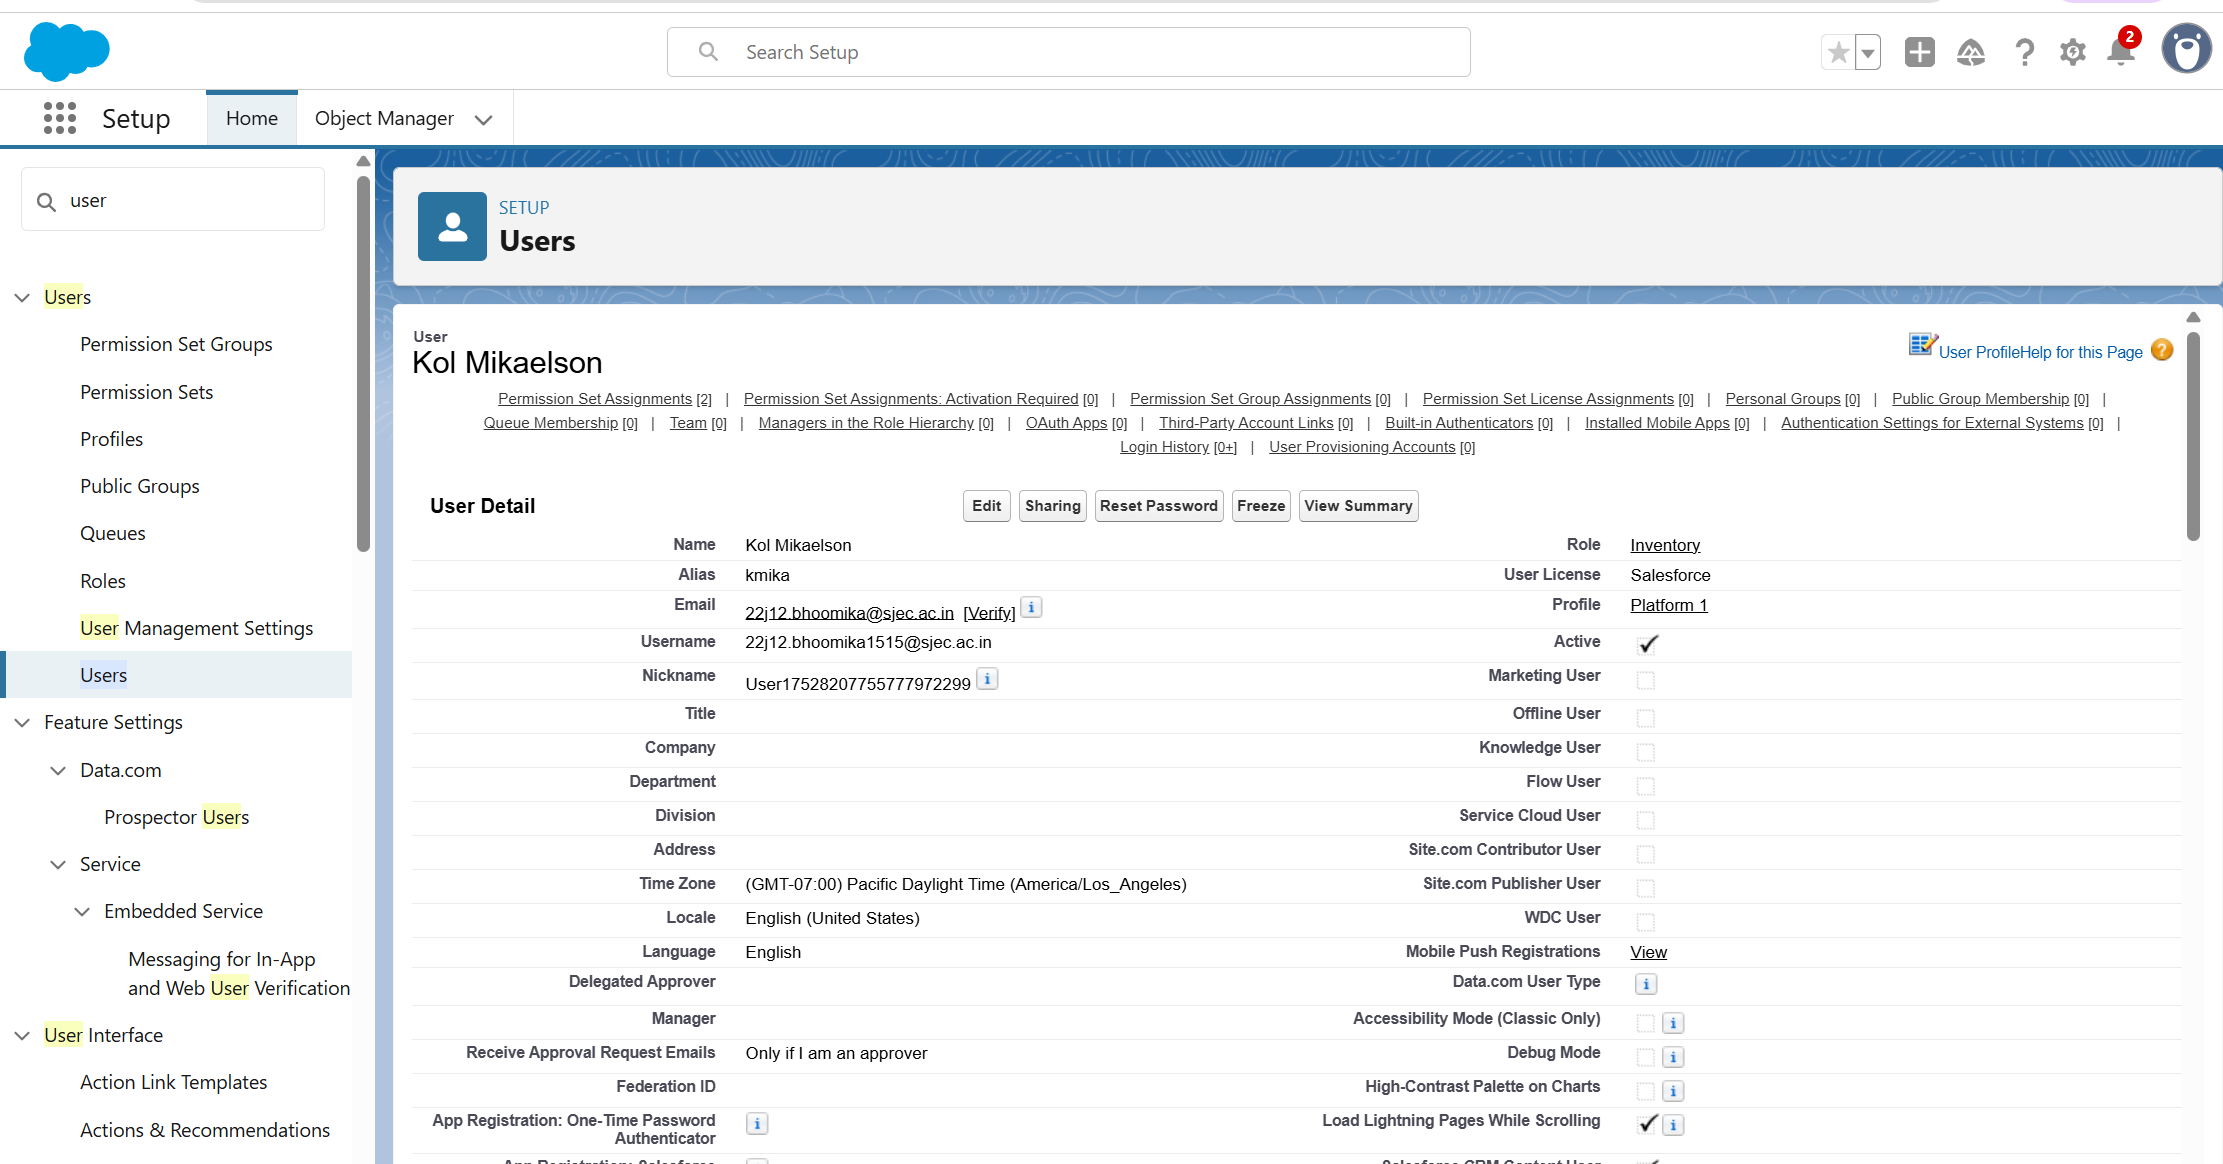 Search Setup
2
Setup
Home
Object Manager
user
Users
Permission Set Groups
Permission Sets
Profiles
Public Groups
Queues
Roles
User Management Settings
Users
Feature Settings
Data.com
Prospector Users
Service
Embedded Service
Messaging for In-App
and Web User Verification
User Interface
Action Link Templates
Actions & Recommendations
SETUP
Users
User
Kol Mikaelson
User Profile Help for this Page ?
Permission Set Assignments [2] | Permission Set Assignments: Activation Required [0] | Permission Set Group Assignments [0] | Permission Set License Assignments [0] | Personal Groups [0] | Public Group Membership [0] |
Queue Membership [0] | Team [0] | Managers in the Role Hierarchy [0] | OAuth Apps [0] | Third-Party Account Links [0] | Built-in Authenticators [0] | Installed Mobile Apps [0] | Authentication Settings for External Systems [0] |
Login History [0+] | User Provisioning Accounts [0]
User Detail
Edit Sharing Reset Password Freeze View Summary
Name Kol Mikaelson Role Inventory
Alias kmika User License Salesforce
Email 22j12.bhoomika@sjec.ac.in [Verify] i Profile Platform 1
Username 22j12.bhoomika1515@sjec.ac.in Active
Nickname User17528207755777972299 i Marketing User
Title Offline User
Company Knowledge User
Department Flow User
Division Service Cloud User
Address Site.com Contributor User
Time Zone (GMT-07:00) Pacific Daylight Time (America/Los_Angeles) Site.com Publisher User
Locale English (United States) WDC User
Language English Mobile Push Registrations View
Delegated Approver Data.com User Type i
Manager Accessibility Mode (Classic Only) i
Receive Approval Request Emails Only if I am an approver Debug Mode i
Federation ID High-Contrast Palette on Charts i
App Registration: One-Time Password i Load Lightning Pages While Scrolling i
Authenticator
App Registration: Salesforce Salesforce CRM Content User